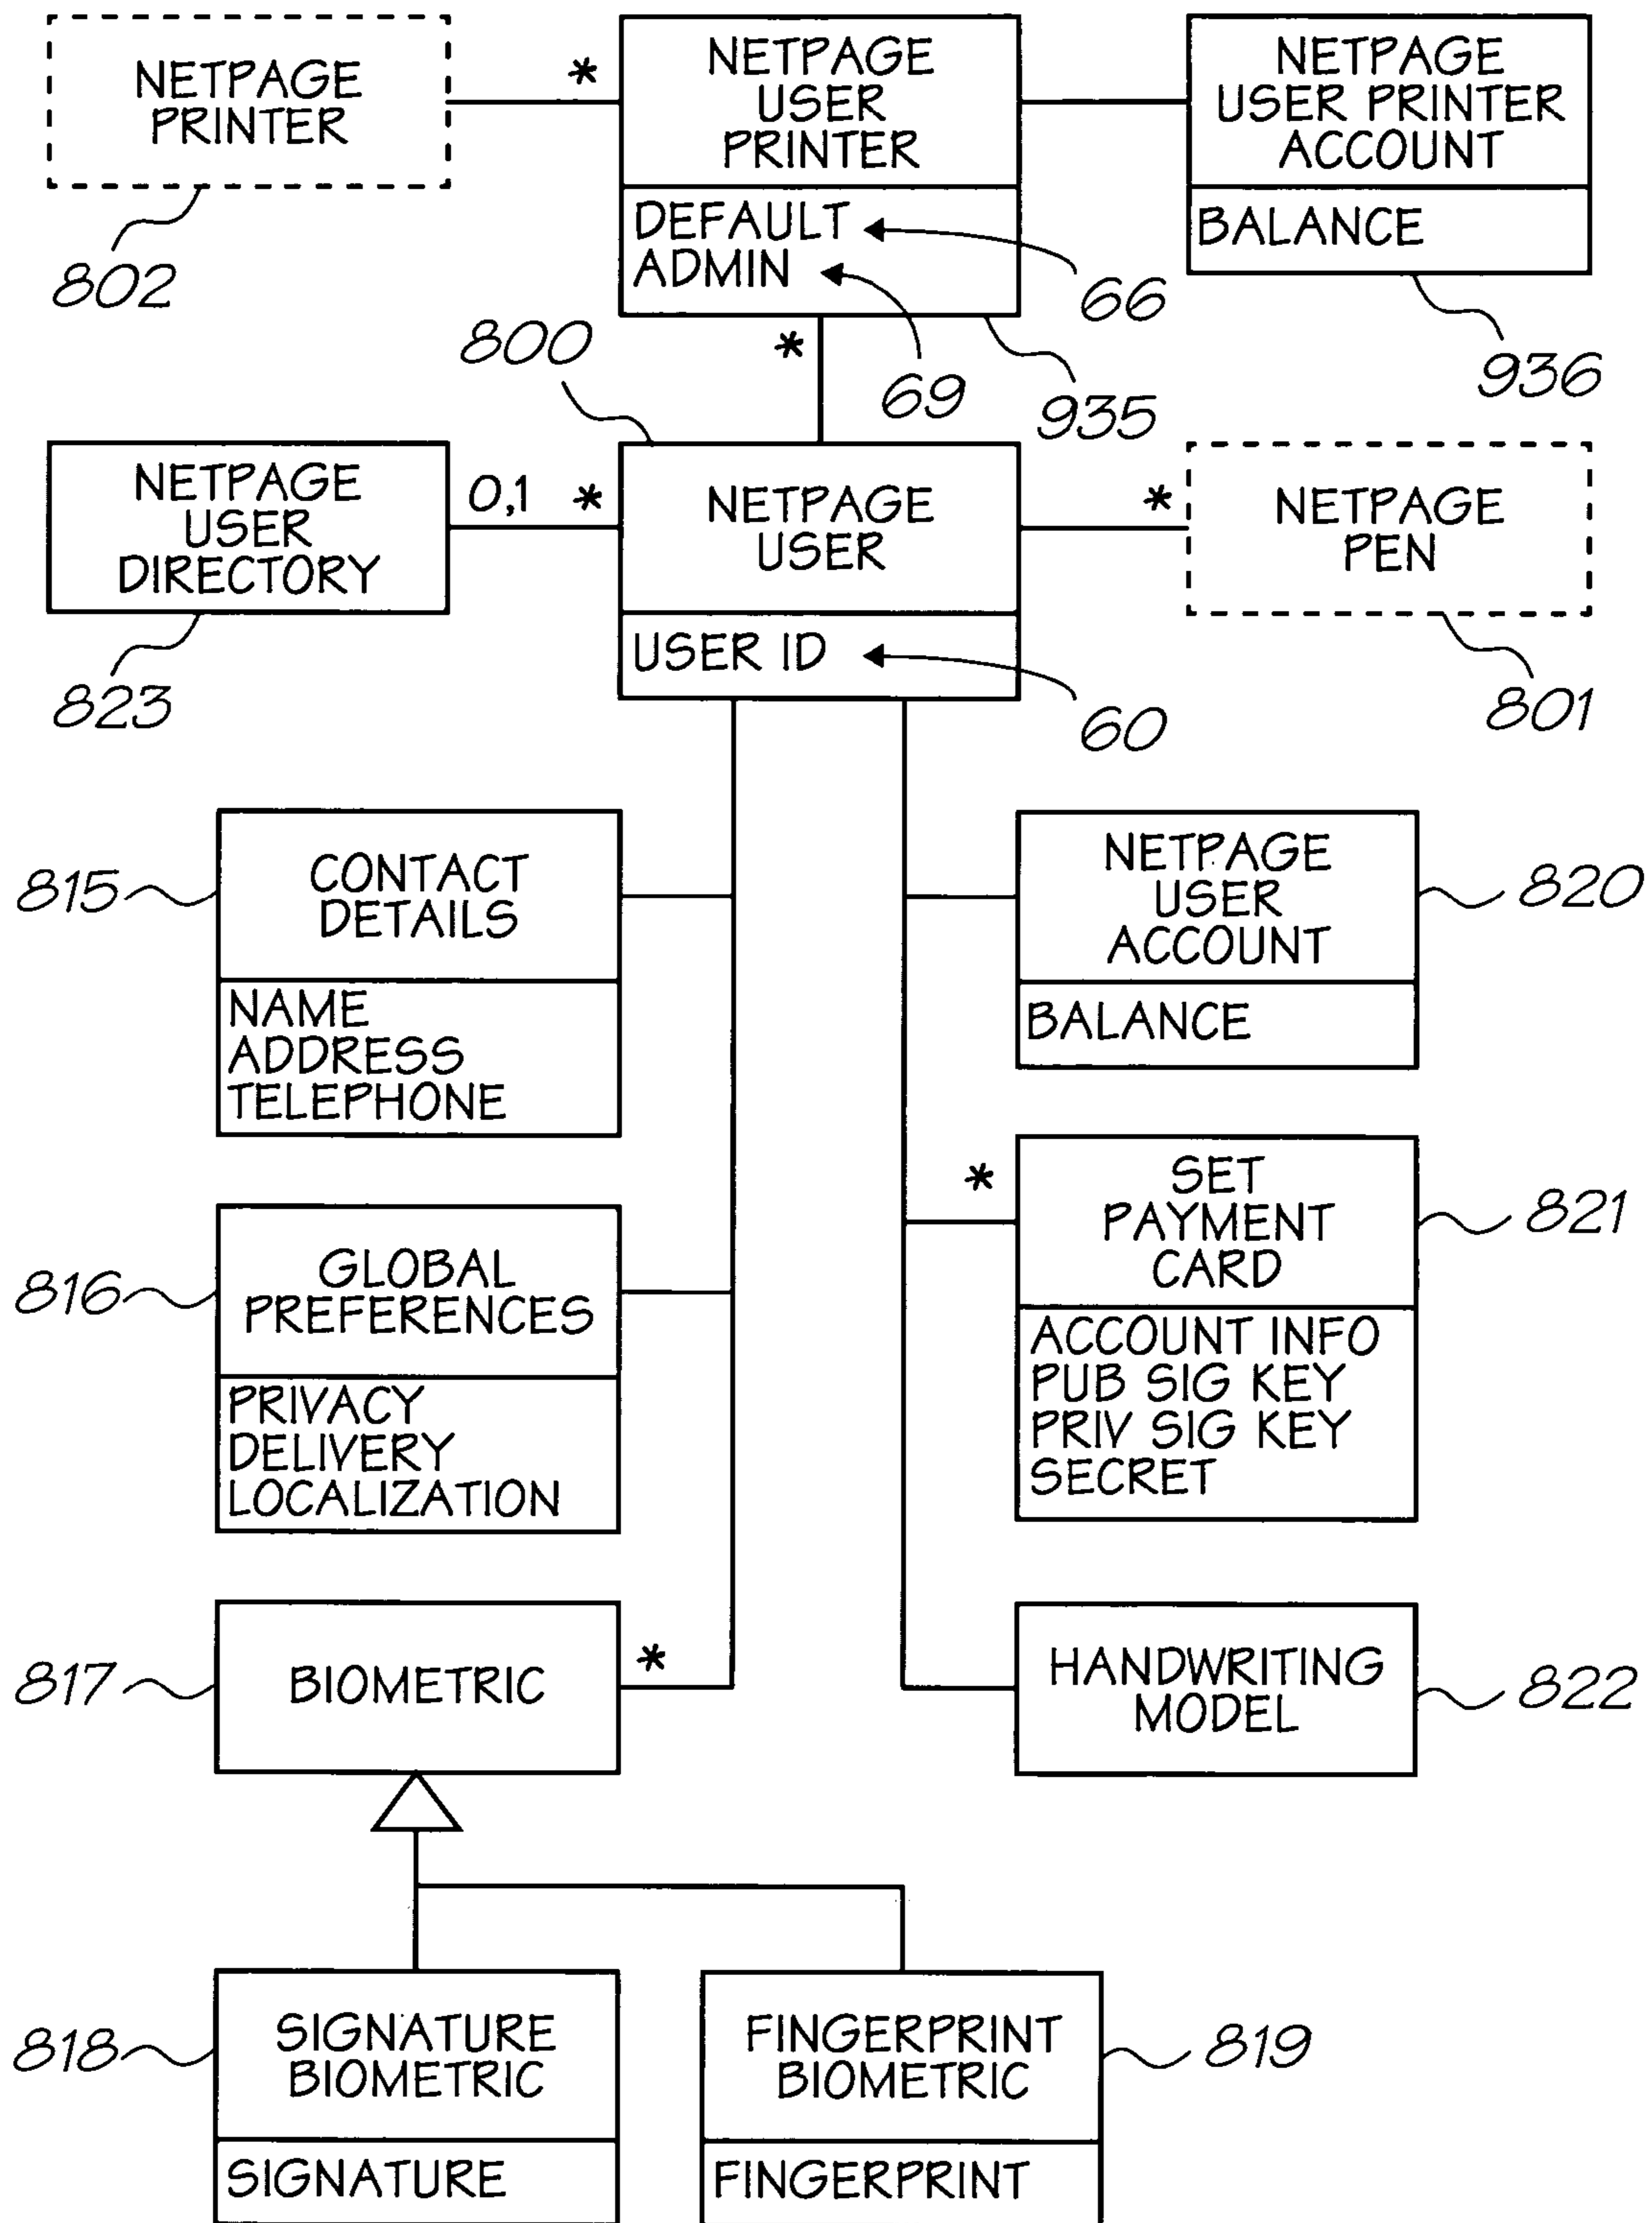 NETPAGE
PRINTER
802
*
NETPAGE
USER
PRINTER
DEFAULT
ADMIN
66
69
935
*
NETPAGE
USER PRINTER
ACCOUNT
BALANCE
936
800
NETPAGE
USER
DIRECTORY
823
0,1 *
NETPAGE
USER
USER ID
60
*
NETPAGE
PEN
801
815
CONTACT
DETAILS
NAME
ADDRESS
TELEPHONE
NETPAGE
USER
ACCOUNT
BALANCE
820
816
GLOBAL
PREFERENCES
PRIVACY
DELIVERY
LOCALIZATION
*
SET
PAYMENT
CARD
ACCOUNT INFO
PUB SIG KEY
PRIV SIG KEY
SECRET
821
817
BIOMETRIC
*
HANDWRITING
MODEL
822
818
SIGNATURE
BIOMETRIC
SIGNATURE
FINGERPRINT
BIOMETRIC
FINGERPRINT
819